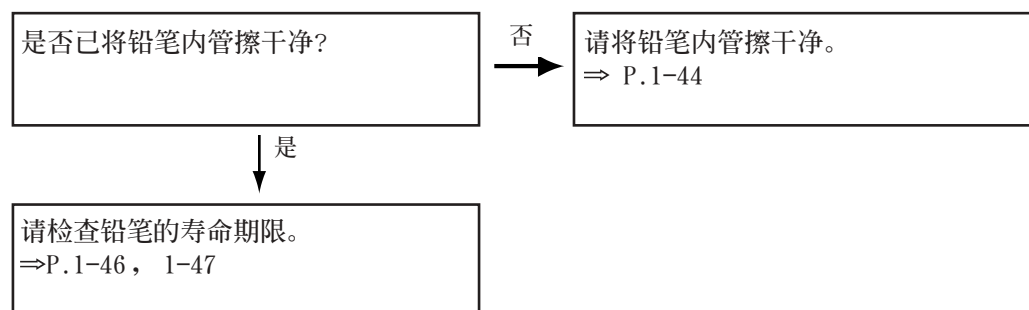 是否已将铅笔内管擦干净?
否
请将铅笔内管擦干净。
⇒ P.1-44
是
请检查铅笔的寿命期限。
⇒P.1-46, 1-47